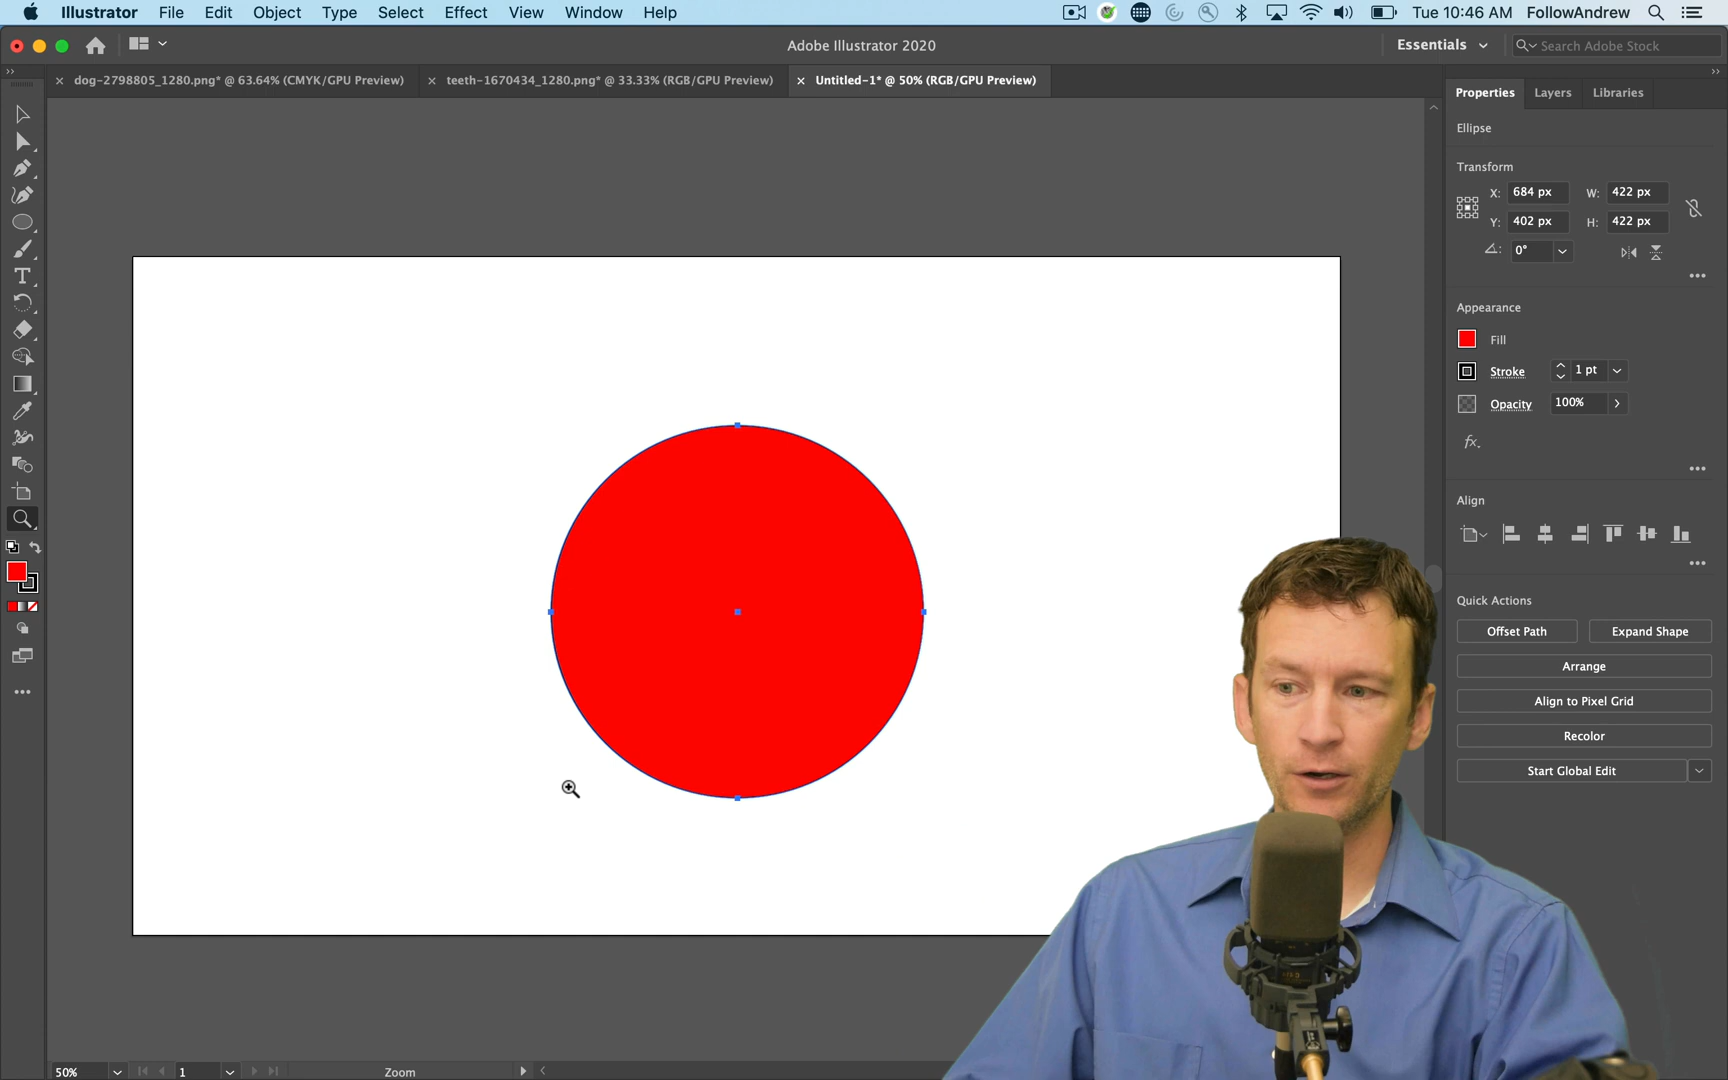 Illustrator File Edit Object Type Select Effect View Window Help Tue 10:46 AM FollowAndrew
Adobe Illustrator 2020 Essentials Search Adobe Stock
dog-2798805_1280.png* @ 63.64% (CMYK/GPU Preview) teeth-1670434_1280.png* @ 33.33% (RGB/GPU Preview) Untitled-1* @ 50% (RGB/GPU Preview)
Properties Layers Libraries
Ellipse
Transform
X: 684 px W: 422 px
Y: 402 px H: 422 px
0°
Appearance
Fill
Stroke 1 pt
Opacity 100%
fx.
Align
Quick Actions
Offset Path Expand Shape
Arrange
Align to Pixel Grid
Recolor
Start Global Edit
50% 1 Zoom